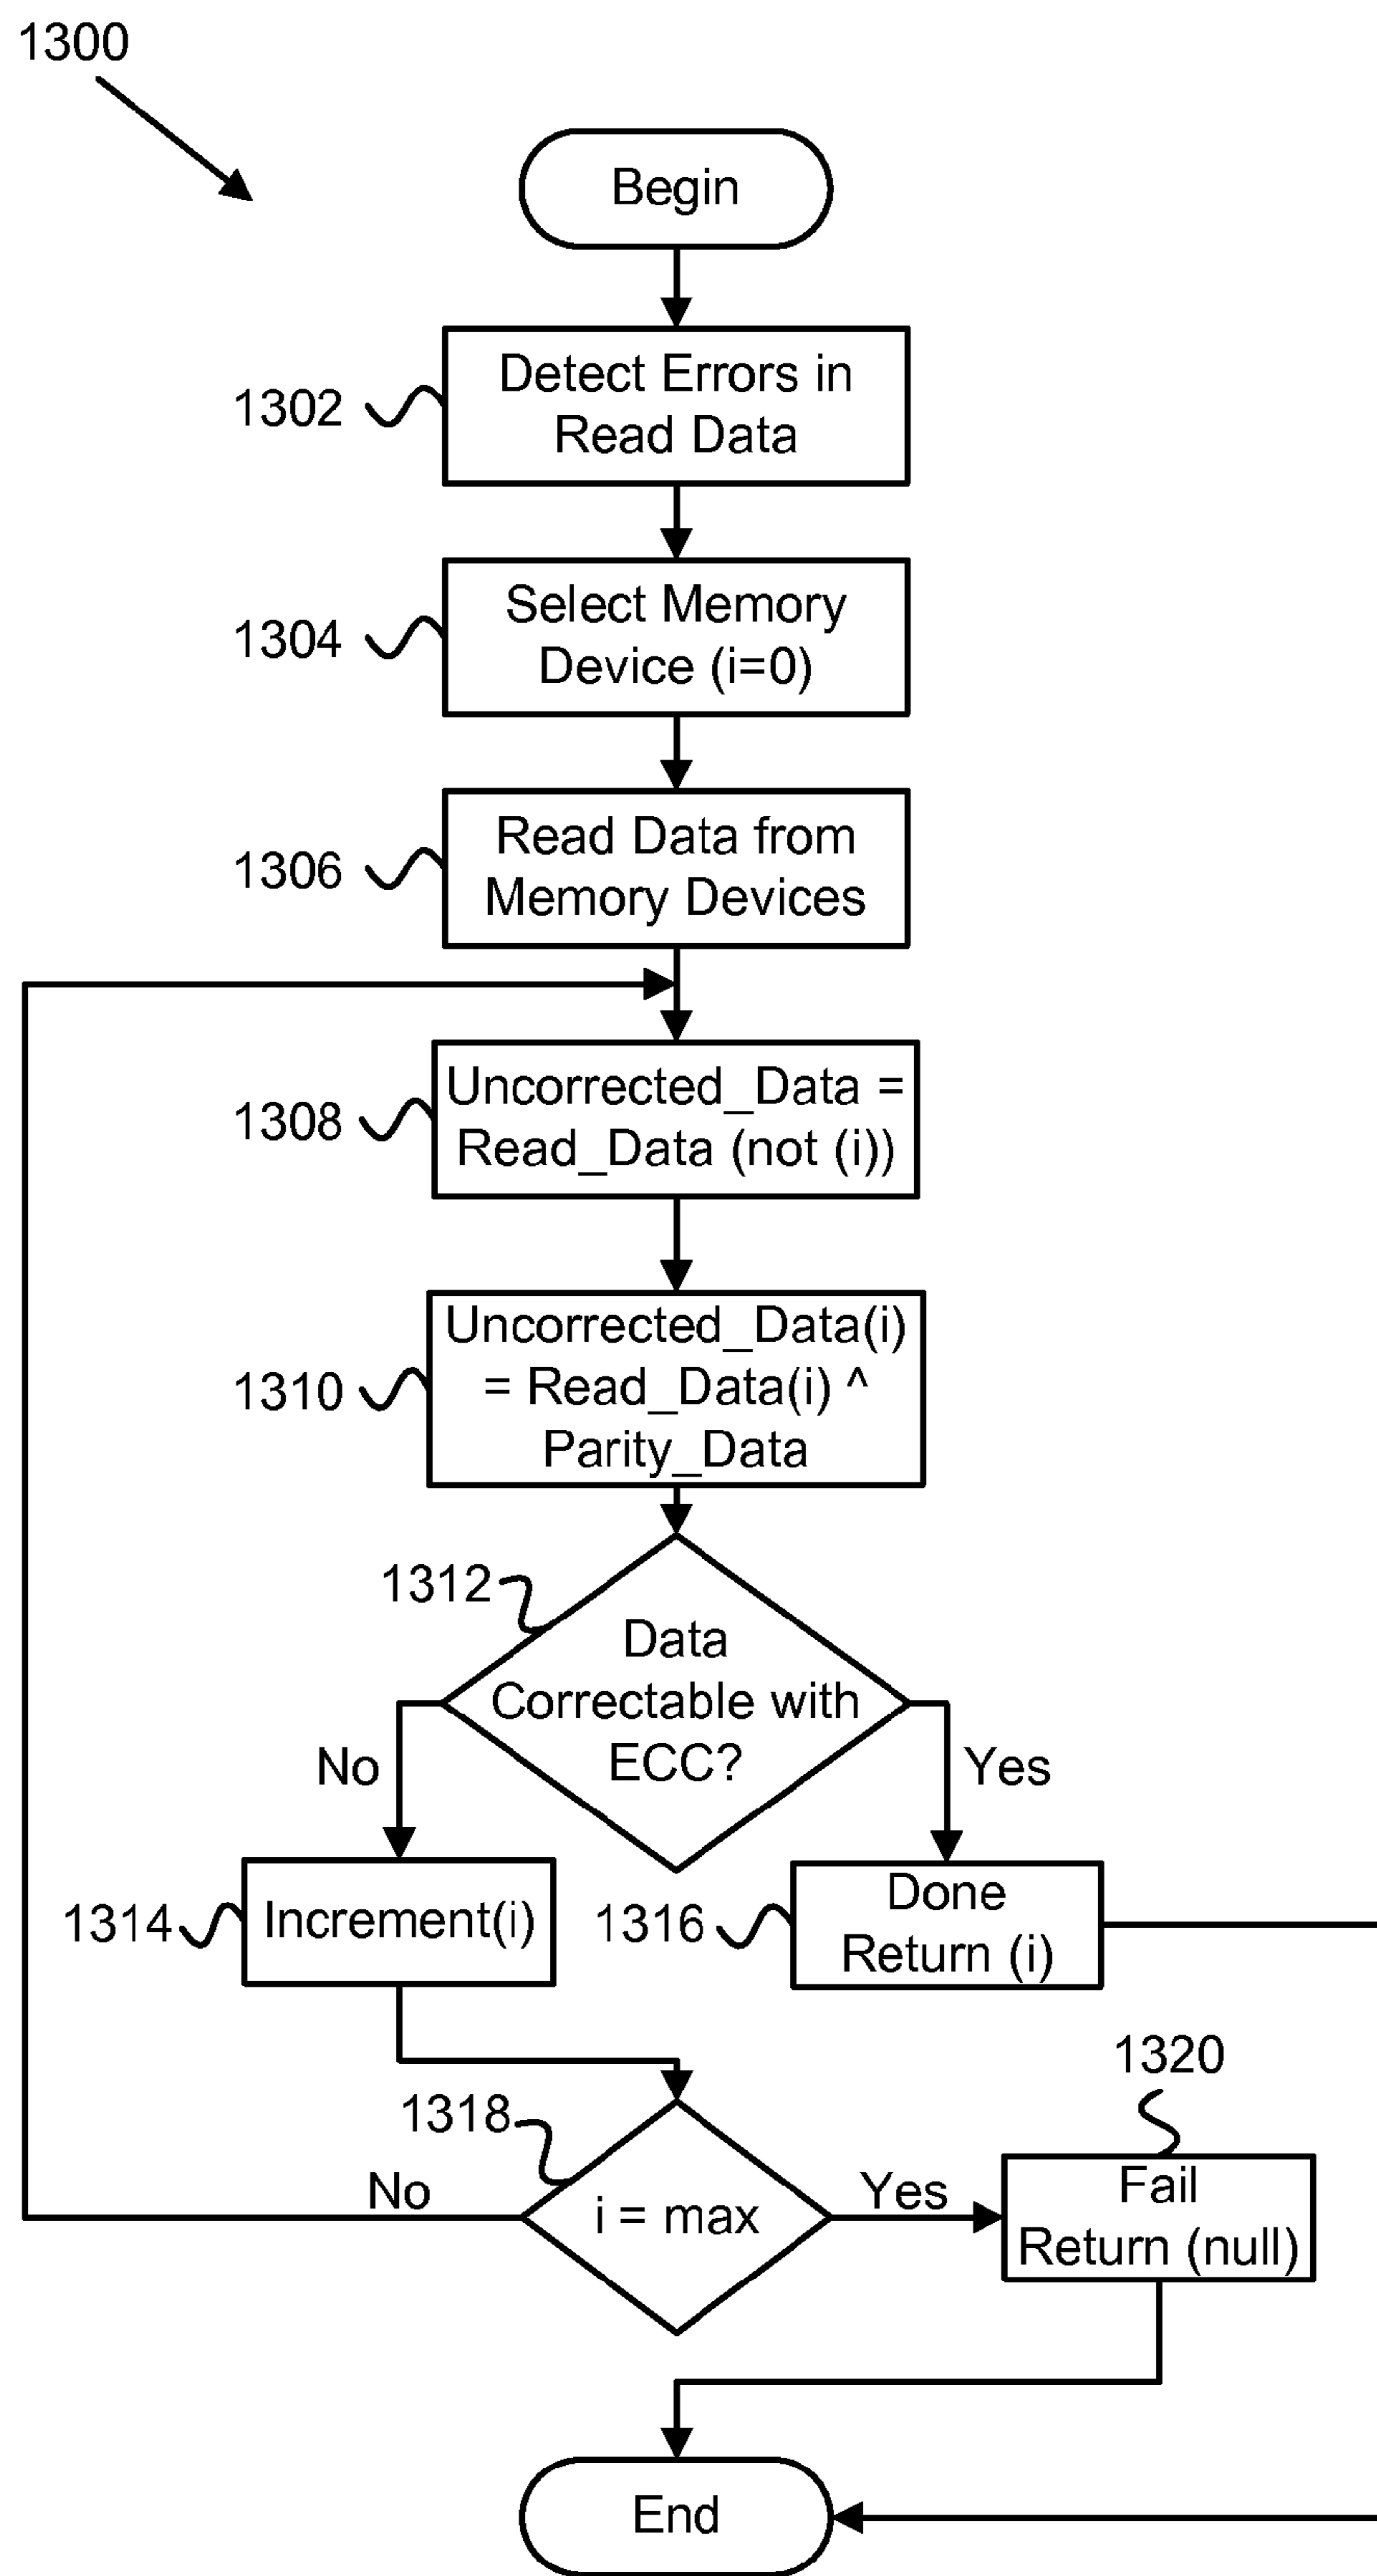 1300
Begin
1302
Detect Errors in
Read Data
1304
Select Memory
Device (i=0)
1306
Read Data from
Memory Devices
1308
Uncorrected_Data =
Read_Data (not (i))
1310
Uncorrected_Data(i)
= Read_Data(i) ^
Parity_Data
1312
Data
Correctable with
ECC?
No
Yes
1314
Increment(i)
1316
Done
Return (i)
1318
i = max
No
Yes
1320
Fail
Return (null)
End